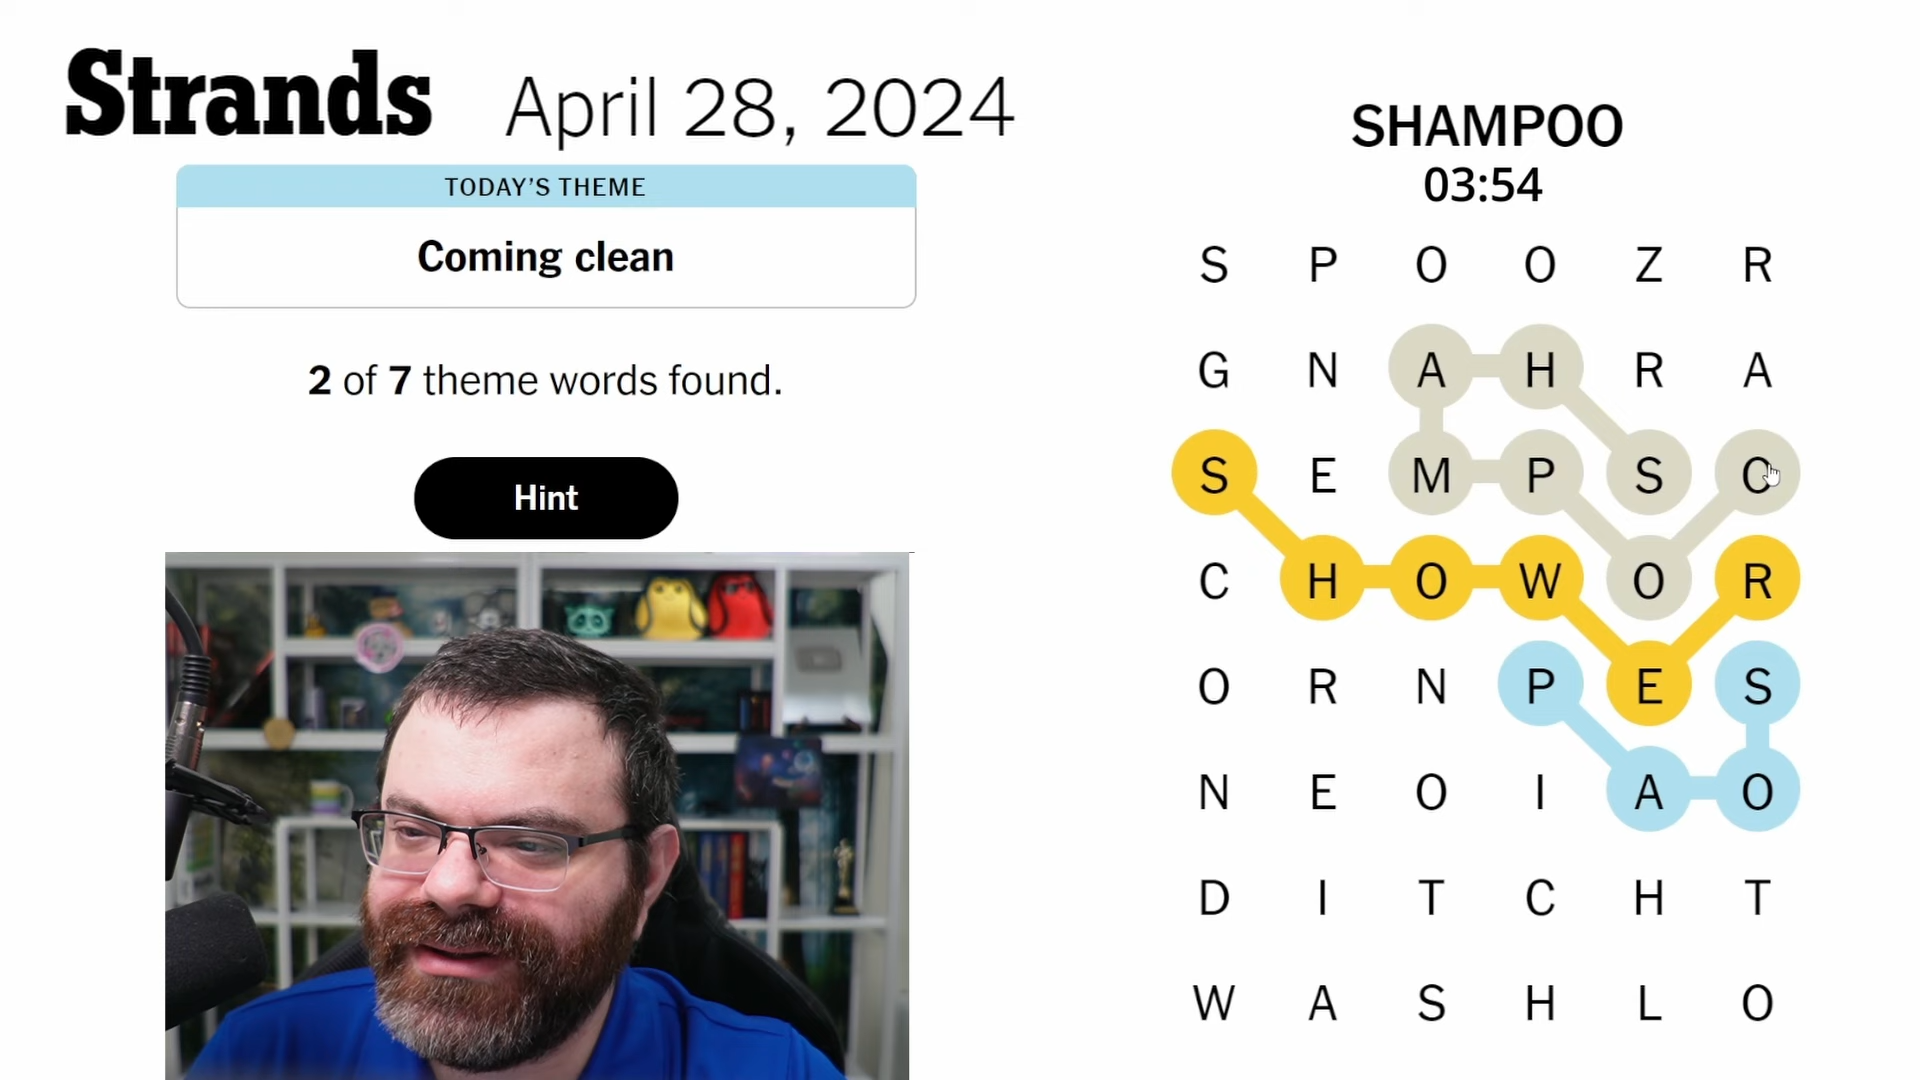 Strands April 28, 2024
TODAY'S THEME
Coming clean
2 of 7 theme words found.
Hint
SHAMPOO
03:54
S P O O Z R
G N A H R A
S E M P S O
C H O W O R
O R N P E S
N E O I A O
D I T C H T
W A S H L O